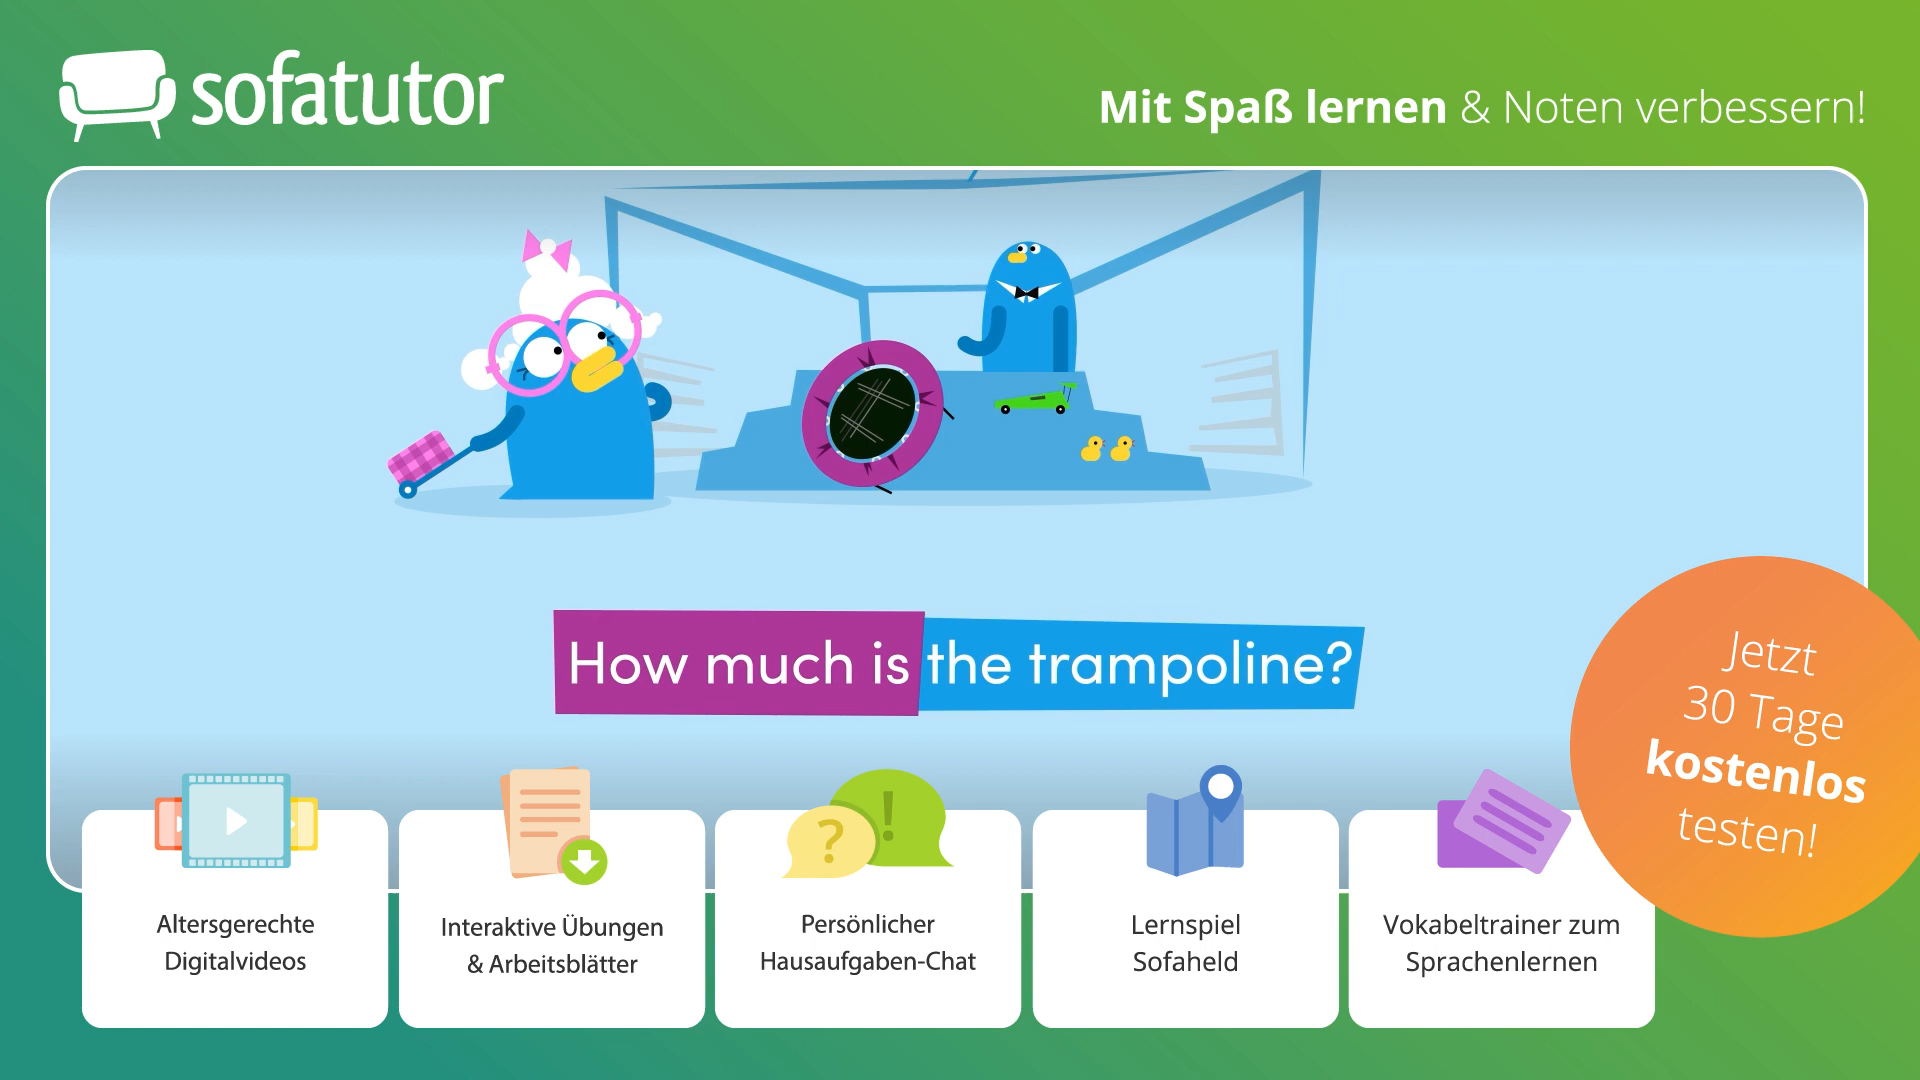 sofatutor
Mit Spaß lernen & Noten verbessern!
How much is the trampoline?
Jetzt
30 Tage
kostenlos
testen!
?
!
Altersgerechte
Digitalvideos
Interaktive Übungen
& Arbeitsblätter
Persönlicher
Hausaufgaben-Chat
Lernspiel
Sofaheld
Vokabeltrainer zum
Sprachenlernen